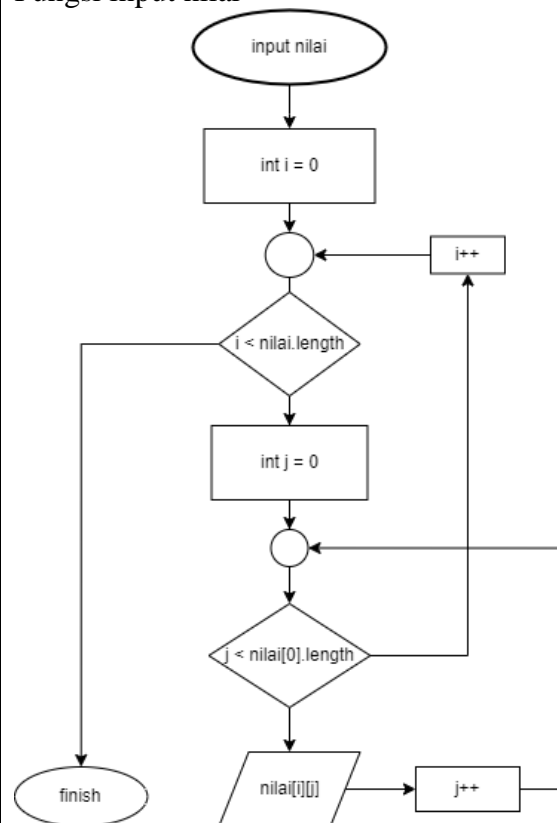 Fungsi input nilai
input nilai
int i = 0
i++
i < nilai.length
int j = 0
j < nilai[0].length
nilai[i][j]
j++
finish